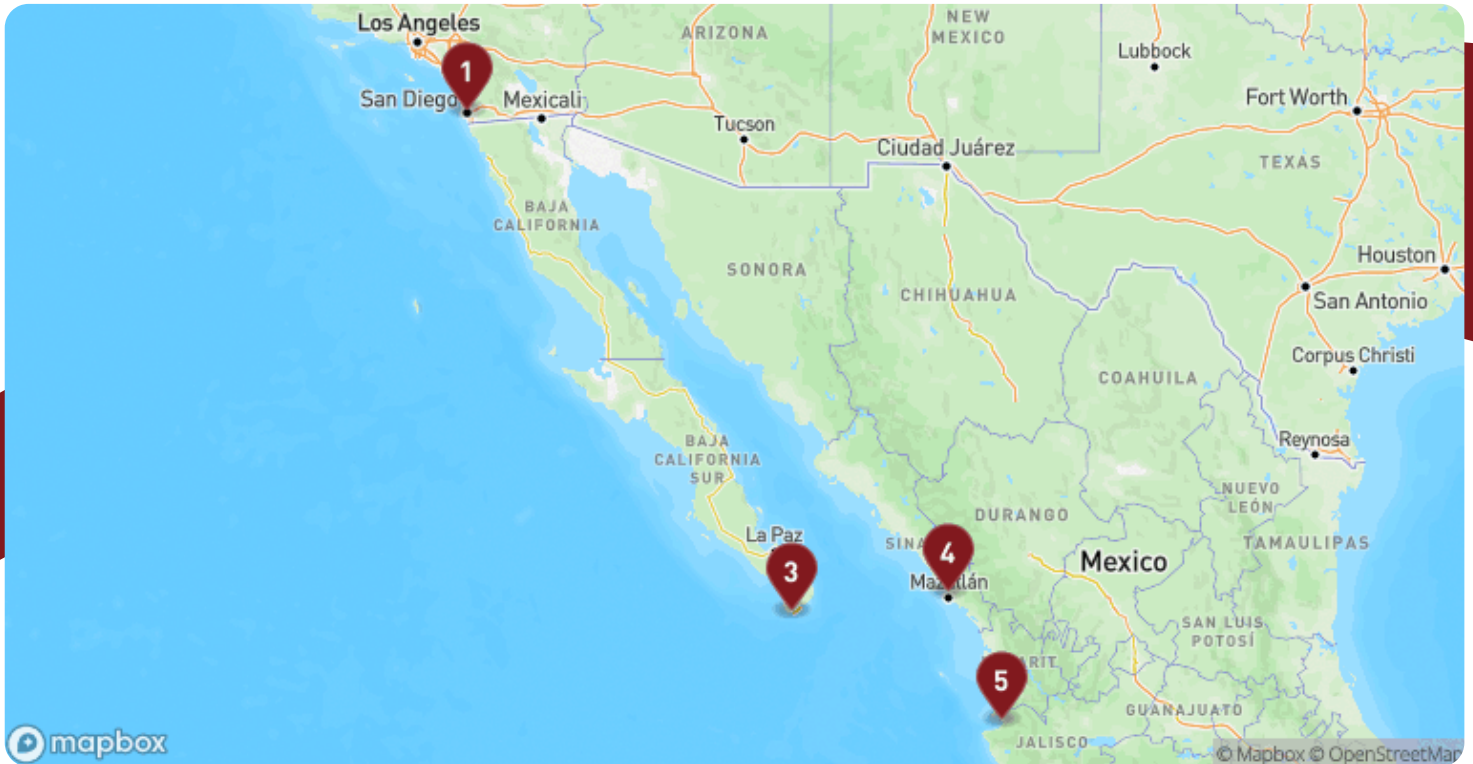 Los Angeles
ARIZONA
NEW
MEXICO
Lubbock
1
San Diego
Mexicali
Fort Worth
Tucson
Ciudad Juárez
TEXAS
BAJA
CALIFORNIA
SONORA
Houston
CHIHUAHUA
San Antonio
Corpus Christi
COAHUILA
BAJA
CALIFORNIA
SUR
Reynosa
NUEVO
LEÓN
DURANGO
La Paz
SINA
TAMAULIPAS
4
Mexico
3
Mazatlán
SAN LUIS
POTOSÍ
ARIT
5
GUANAJUATO
JALISCO
mapbox
© Mapbox © OpenStreetMap